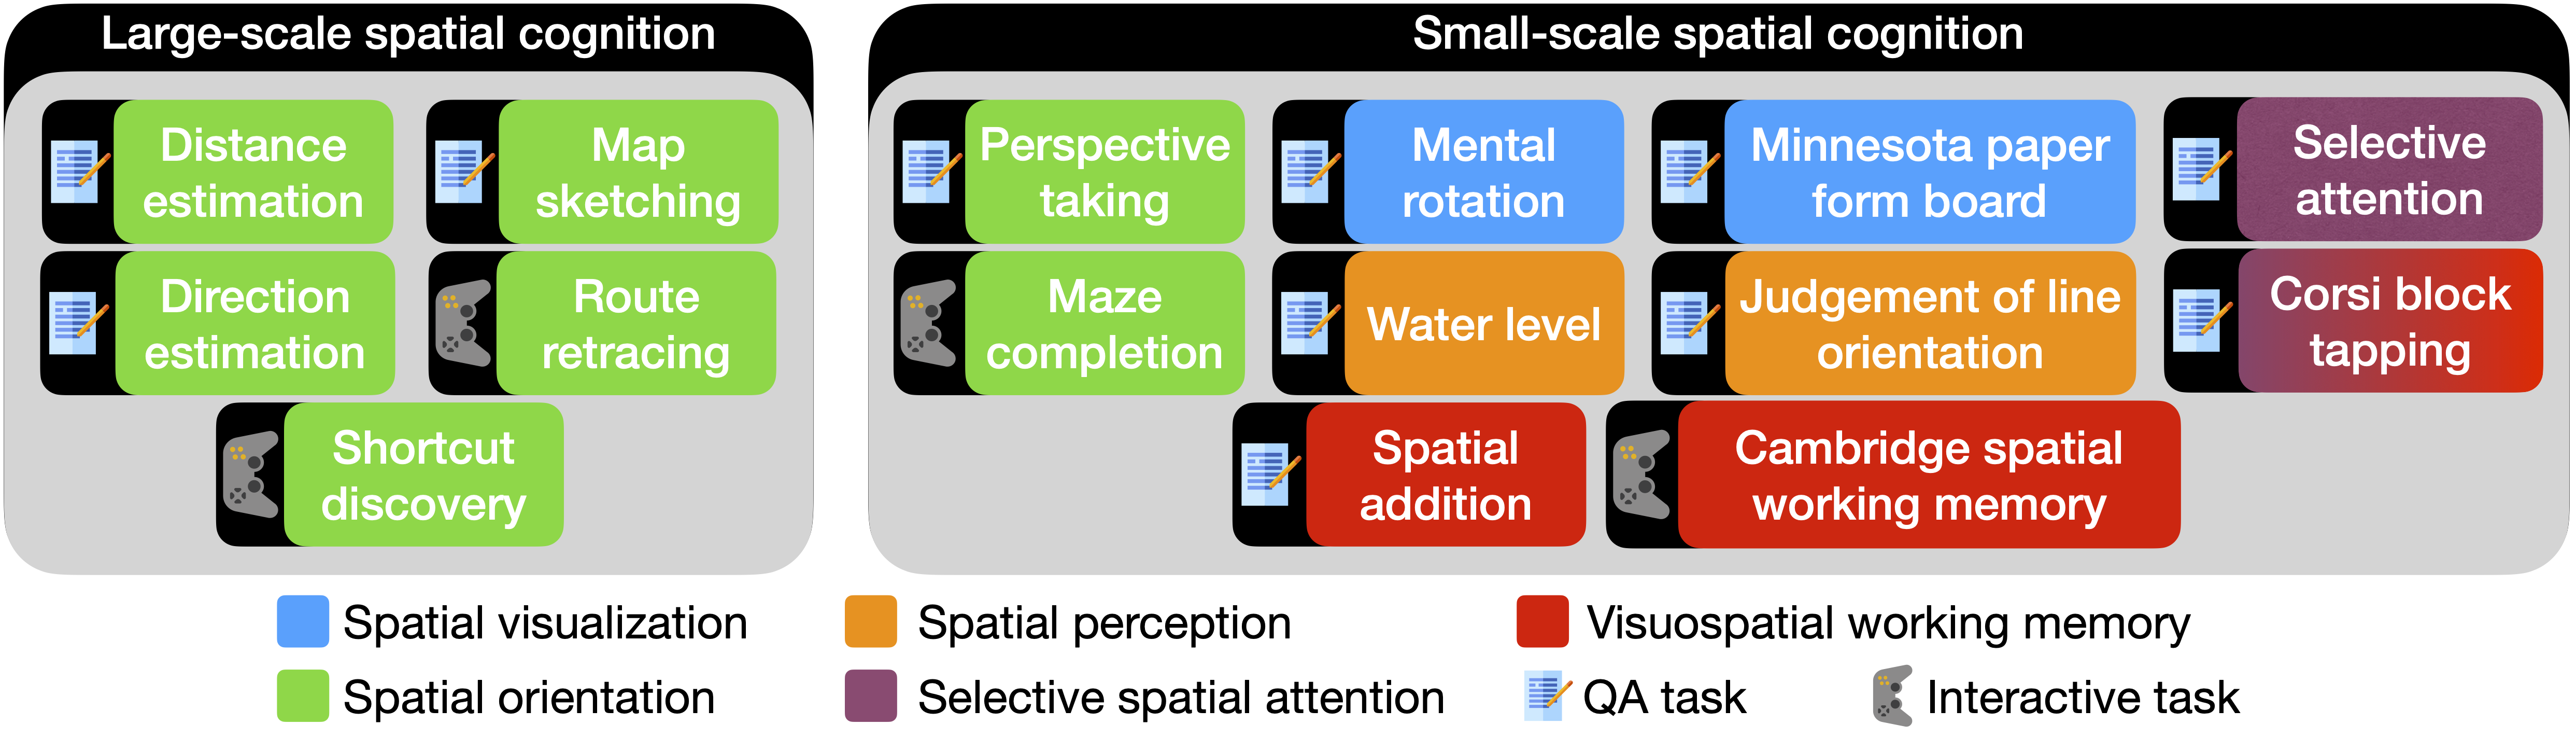 Large-scale spatial cognition
Distance
estimation
Map
sketching
Direction
estimation
Route
retracing
Shortcut
discovery
Small-scale spatial cognition
Perspective
taking
Mental
rotation
Minnesota paper
form board
Selective
attention
Maze
completion
Water level
Judgement of line
orientation
Corsi block
tapping
Spatial
addition
Cambridge spatial
working memory
Spatial visualization
Spatial perception
Visuospatial working memory
Spatial orientation
Selective spatial attention
QA task
Interactive task